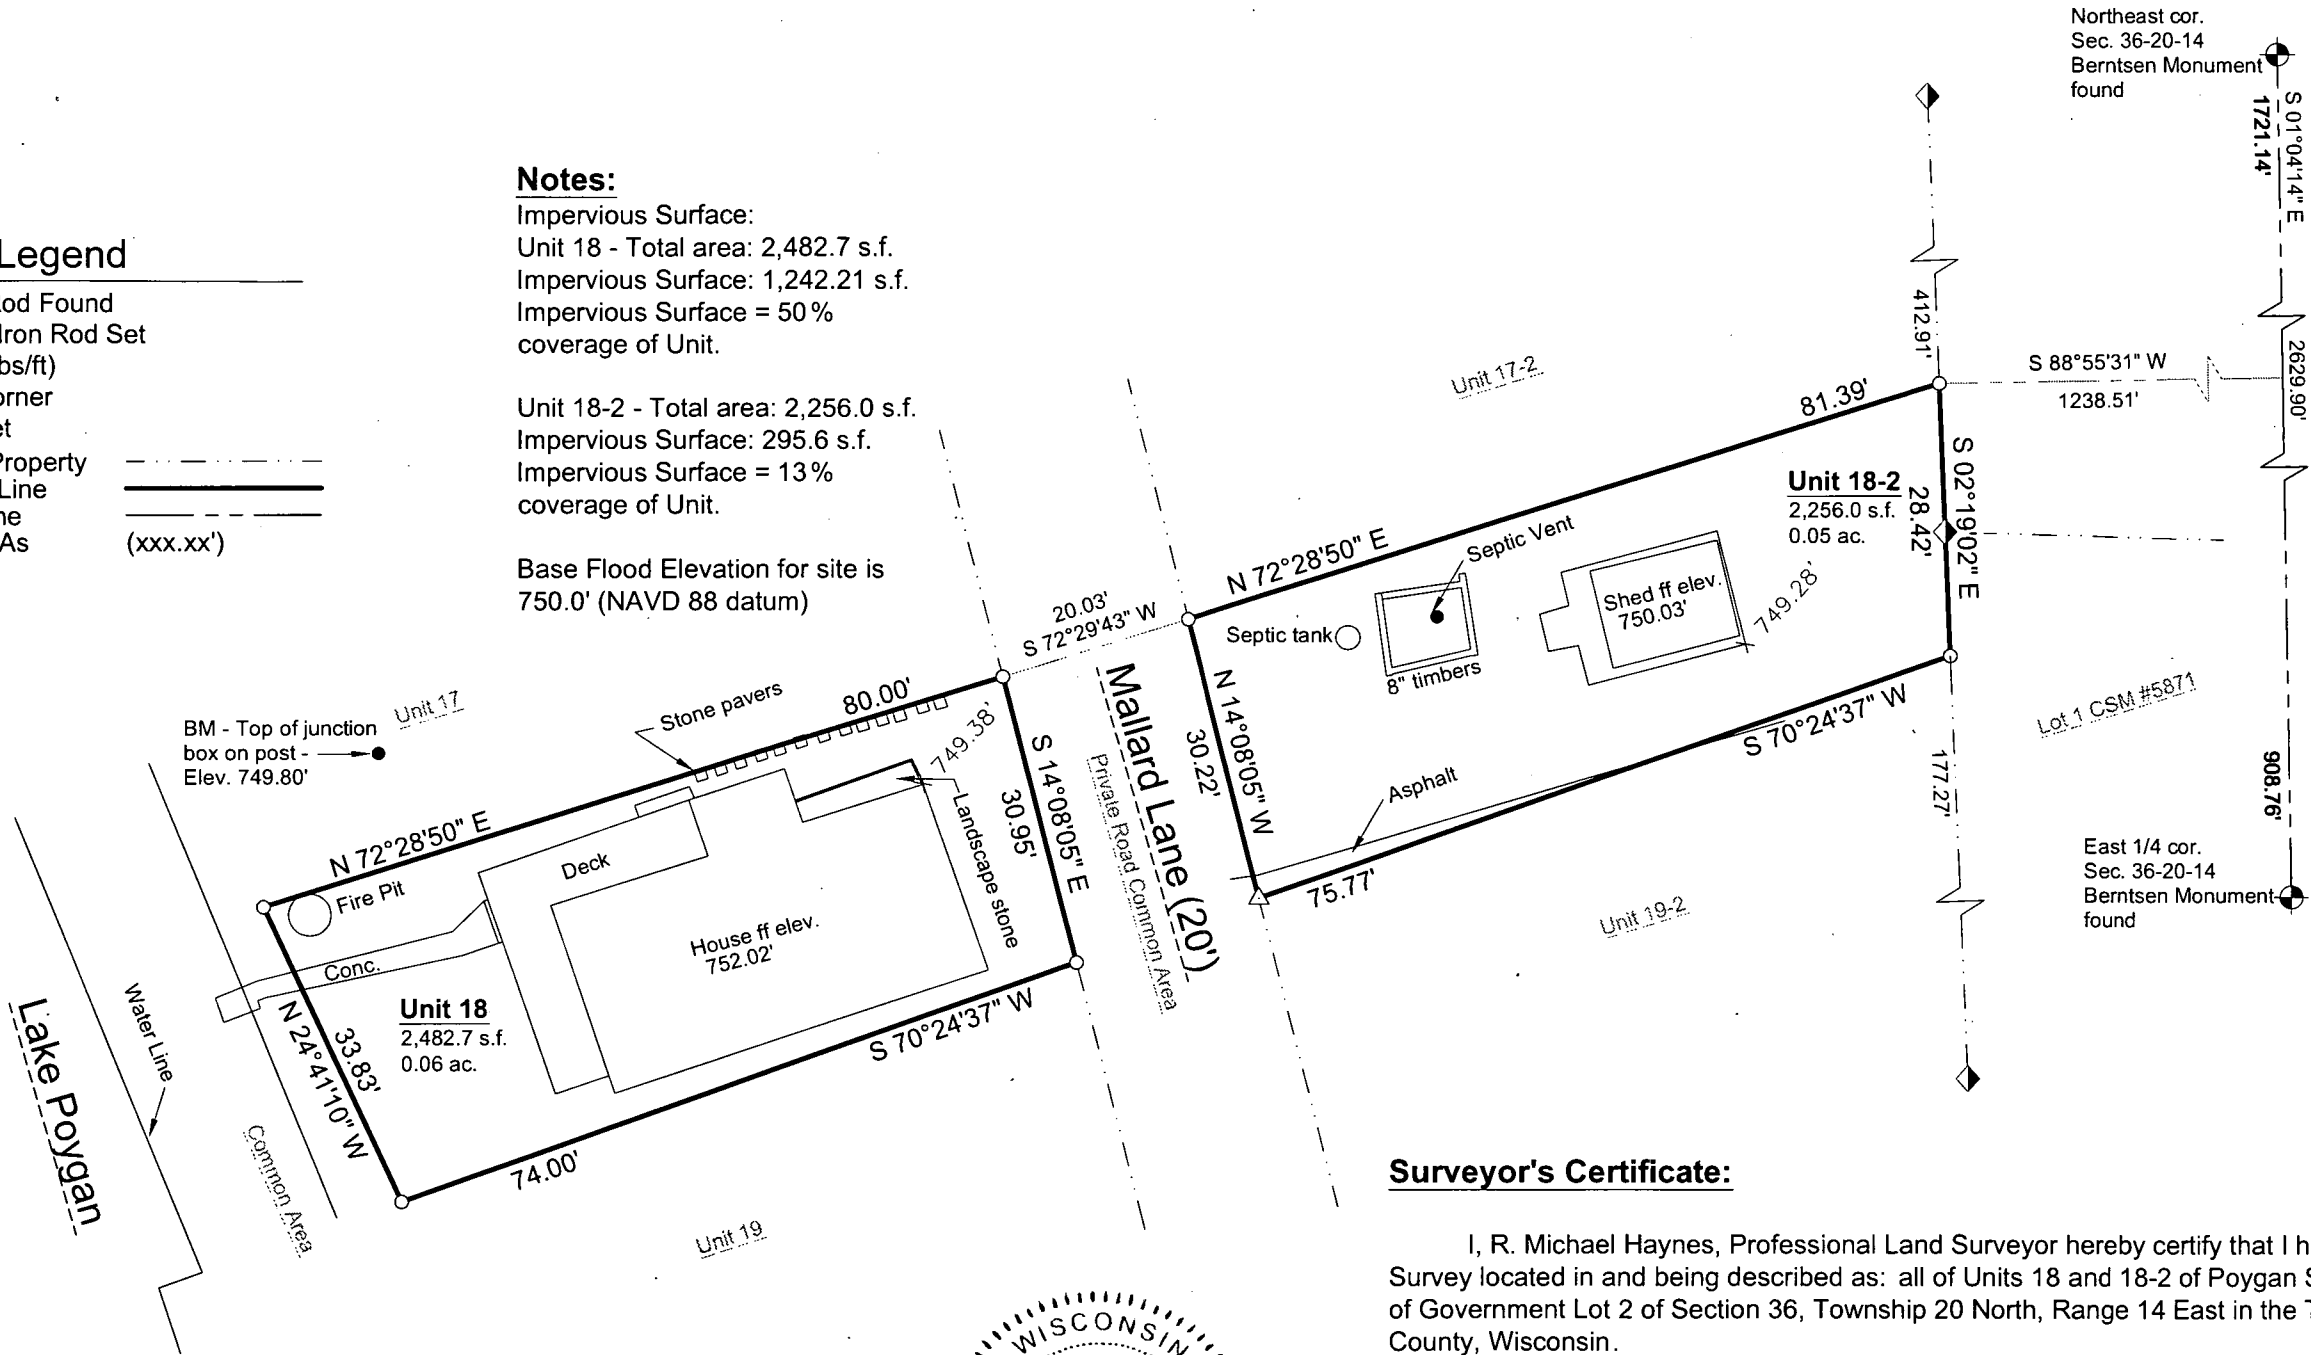 Northeast cor.
Sec. 36-20-14
Berntsen Monument
found
S 01°04'14" E
1721.14'
2629.90'
908.76'
East 1/4 cor.
Sec. 36-20-14
Berntsen Monument
found
Legend
od Found
Iron Rod Set
bs/ft)
orner
et
Property
Line
ne
As (xxx.xx')
Notes:
Impervious Surface:
Unit 18 - Total area: 2,482.7 s.f.
Impervious Surface: 1,242.21 s.f.
Impervious Surface = 50%
coverage of Unit.
Unit 18-2 - Total area: 2,256.0 s.f.
Impervious Surface: 295.6 s.f.
Impervious Surface = 13%
coverage of Unit.
Base Flood Elevation for site is
750.0' (NAVD 88 datum)
412.91'
S 88°55'31" W
1238.51'
Unit 17-2
81.39'
N 72°28'50" E
Unit 18-2
2,256.0 s.f.
0.05 ac.
S 02°19'02" E
28.42'
Septic Vent
Septic tank
8" timbers
Shed ff elev.
750.03'
749.28'
N 14°08'05" W
30.22'
Asphalt
S 70°24'37" W
75.77'
Unit 19-2
177.27'
Lot 1 CSM #5871
20.03'
S 72°29'43" W
Mallard Lane (20')
Private Road Common Area
BM - Top of junction
box on post -
Elev. 749.80'
Unit 17
Stone pavers
80.00'
749.38'
N 72°28'50" E
S 14°08'05" E
30.95'
Landscape stone
Fire Pit
Deck
House ff elev.
752.02'
Conc.
Unit 18
2,482.7 s.f.
0.06 ac.
N 24°41'10" W
33.83'
S 70°24'37" W
74.00'
Unit 19
Water Line
Lake Poygan
Common Area
Surveyor's Certificate:
I, R. Michael Haynes, Professional Land Surveyor hereby certify that I h
Survey located in and being described as: all of Units 18 and 18-2 of Poygan S
of Government Lot 2 of Section 36, Township 20 North, Range 14 East in the T
County, Wisconsin.
WISCONSIN